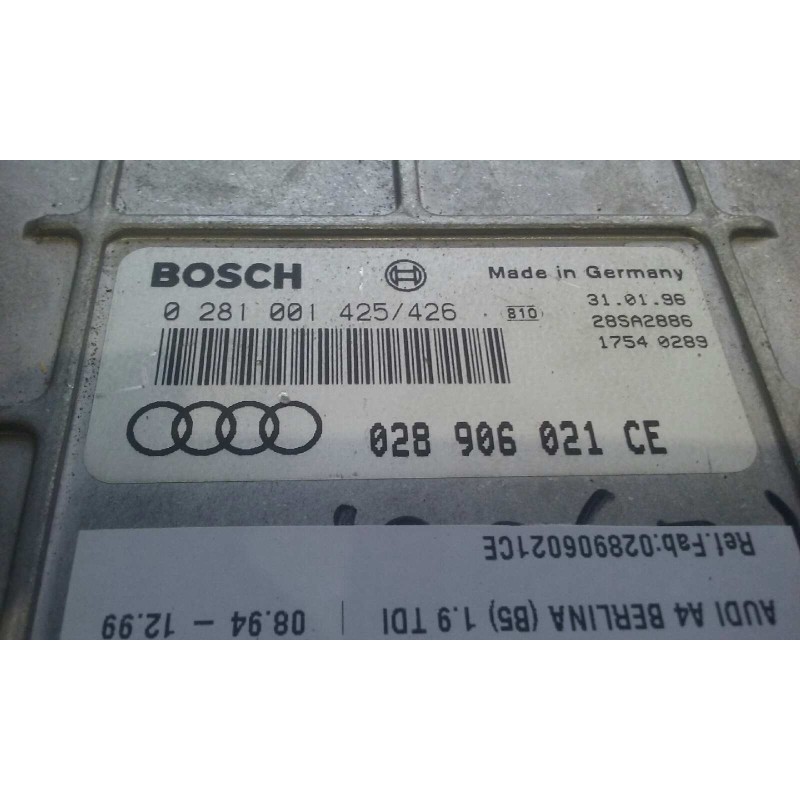 BOSCH
Made in Germany
0 281 001 425/426
810
31.01.96
28SA2886
1754 0289
028 906 021 CE
Ref.Fab:028906021CE
AUDI A4 BERLINA (B5) 1.9 TDI | 08.94 - 12.99